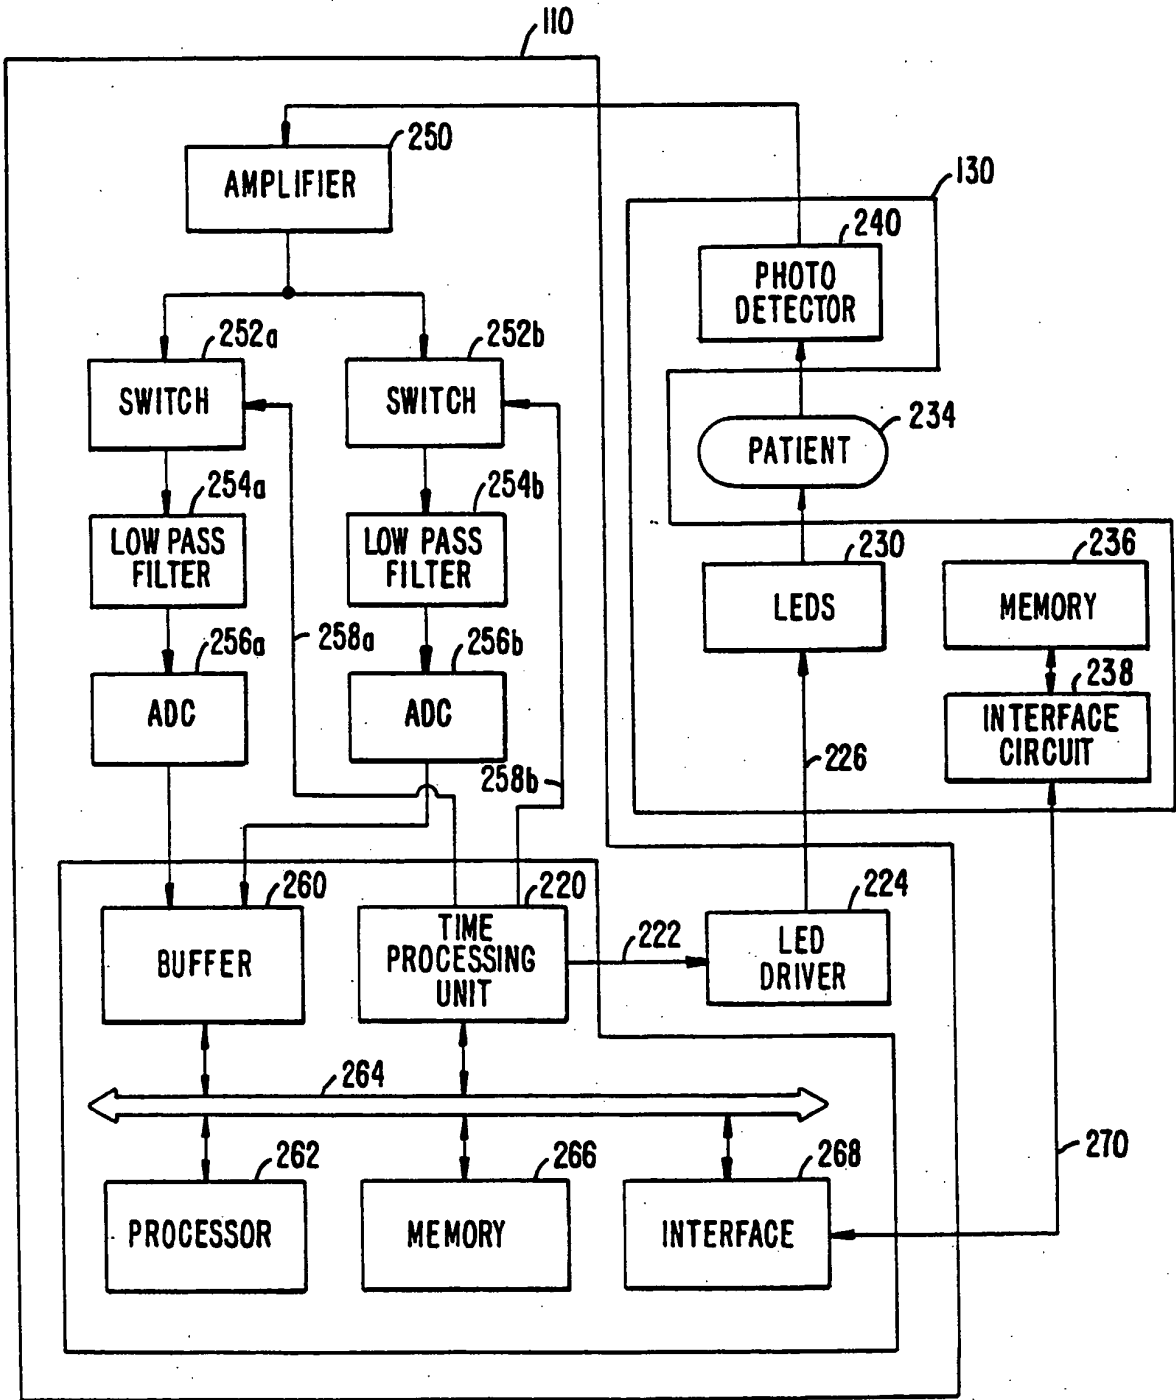 110
250
AMPLIFIER
130
240
PHOTO
DETECTOR
252a
SWITCH
252b
SWITCH
234
PATIENT
254a
LOW PASS
FILTER
254b
LOW PASS
FILTER
230
LEDS
236
MEMORY
256a
ADC
258a
256b
ADC
238
INTERFACE
CIRCUIT
258b
226
260
BUFFER
220
TIME
PROCESSING
UNIT
222
224
LED
DRIVER
264
262
PROCESSOR
266
MEMORY
268
INTERFACE
270